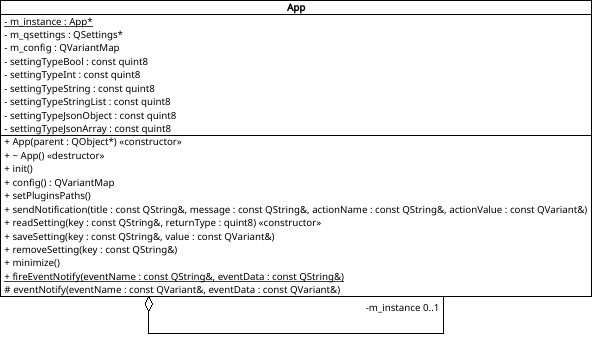 App
- m_instance : App*
- m_qsettings : QSettings*
- m_config : QVariantMap
- settingTypeBool : const quint8
- settingTypeInt : const quint8
- settingTypeString : const quint8
- settingTypeStringList : const quint8
- settingTypeJsonObject : const quint8
- settingTypeJsonArray : const quint8
+ App(parent : QObject*) «constructor»
+ ~ App() «destructor»
+ init()
+ config() : QVariantMap
+ setPluginsPaths()
+ sendNotification(title : const QString&, message : const QString&, actionName : const QString&, actionValue : const QVariant&)
+ readSetting(key : const QString&, returnType : quint8) «constructor»
+ saveSetting(key : const QString&, value : const QVariant&)
+ removeSetting(key : const QString&)
+ minimize()
+ fireEventNotify(eventName : const QString&, eventData : const QString&)
# eventNotify(eventName : const QVariant&, eventData : const QVariant&)
-m_instance 0..1